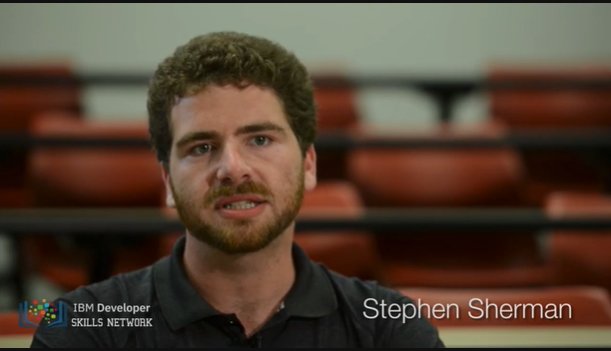 Stephen Sherman
IBM Developer
SKILLS NETWORK